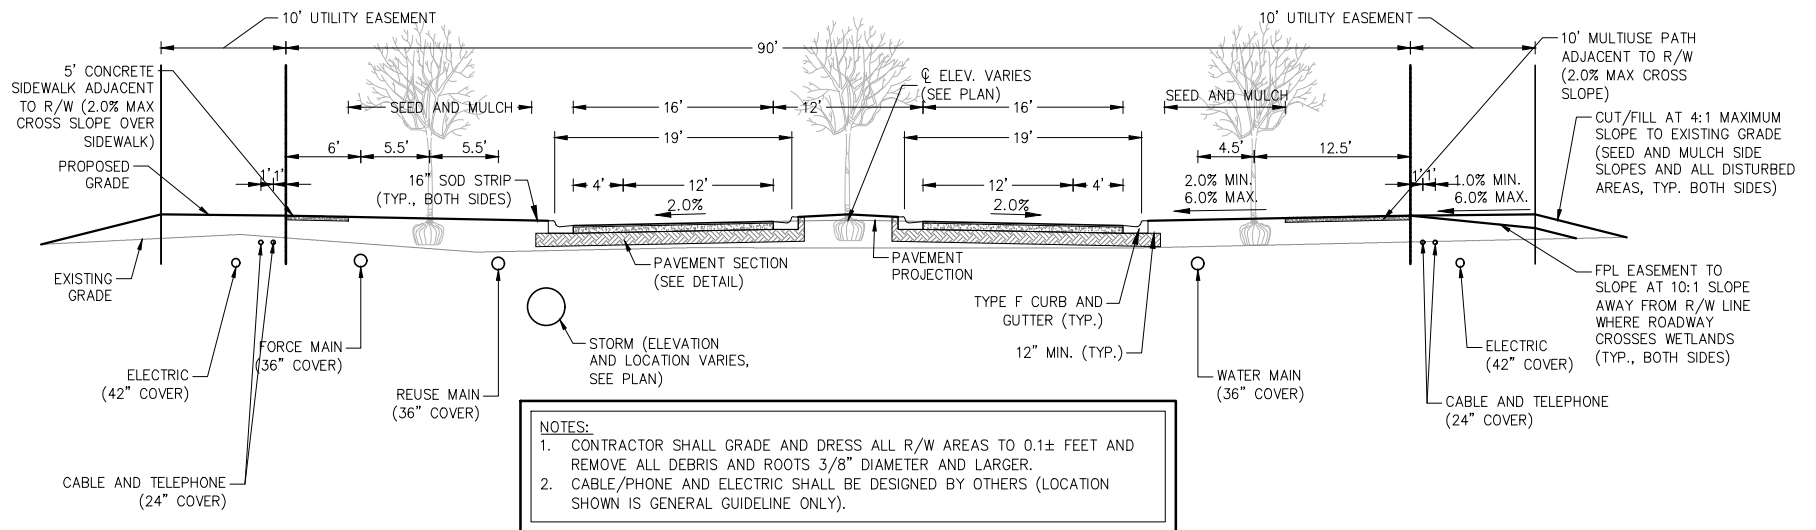 10' UTILITY EASEMENT
10' UTILITY EASEMENT
90'
5' CONCRETE
SIDEWALK ADJACENT
TO R/W (2.0% MAX
CROSS SLOPE OVER
SIDEWALK)
PROPOSED
GRADE
SEED AND MULCH
16'
12'
16'
SEED AND MULCH
℄ ELEV. VARIES
(SEE PLAN)
10' MULTIUSE PATH
ADJACENT TO R/W
(2.0% MAX CROSS
SLOPE)
CUT/FILL AT 4:1 MAXIMUM
SLOPE TO EXISTING GRADE
(SEED AND MULCH SIDE
SLOPES AND ALL DISTURBED
AREAS, TYP. BOTH SIDES)
19'
19'
6'
5.5'
5.5'
4.5'
12.5'
1'
1'
16" SOD STRIP
(TYP., BOTH SIDES)
4'
12'
12'
4'
2.0%
2.0%
2.0% MIN.
6.0% MAX.
1'
1'
1.0% MIN.
6.0% MAX.
EXISTING
GRADE
PAVEMENT SECTION
(SEE DETAIL)
PAVEMENT
PROJECTION
TYPE F CURB AND
GUTTER (TYP.)
12" MIN. (TYP.)
FPL EASEMENT TO
SLOPE AT 10:1 SLOPE
AWAY FROM R/W LINE
WHERE ROADWAY
CROSSES WETLANDS
(TYP., BOTH SIDES)
FORCE MAIN
(36" COVER)
STORM (ELEVATION
AND LOCATION VARIES,
SEE PLAN)
ELECTRIC
(42" COVER)
ELECTRIC
(42" COVER)
REUSE MAIN
(36" COVER)
WATER MAIN
(36" COVER)
CABLE AND TELEPHONE
(24" COVER)
CABLE AND TELEPHONE
(24" COVER)
NOTES:
1. CONTRACTOR SHALL GRADE AND DRESS ALL R/W AREAS TO 0.1± FEET AND
REMOVE ALL DEBRIS AND ROOTS 3/8" DIAMETER AND LARGER.
2. CABLE/PHONE AND ELECTRIC SHALL BE DESIGNED BY OTHERS (LOCATION
SHOWN IS GENERAL GUIDELINE ONLY).